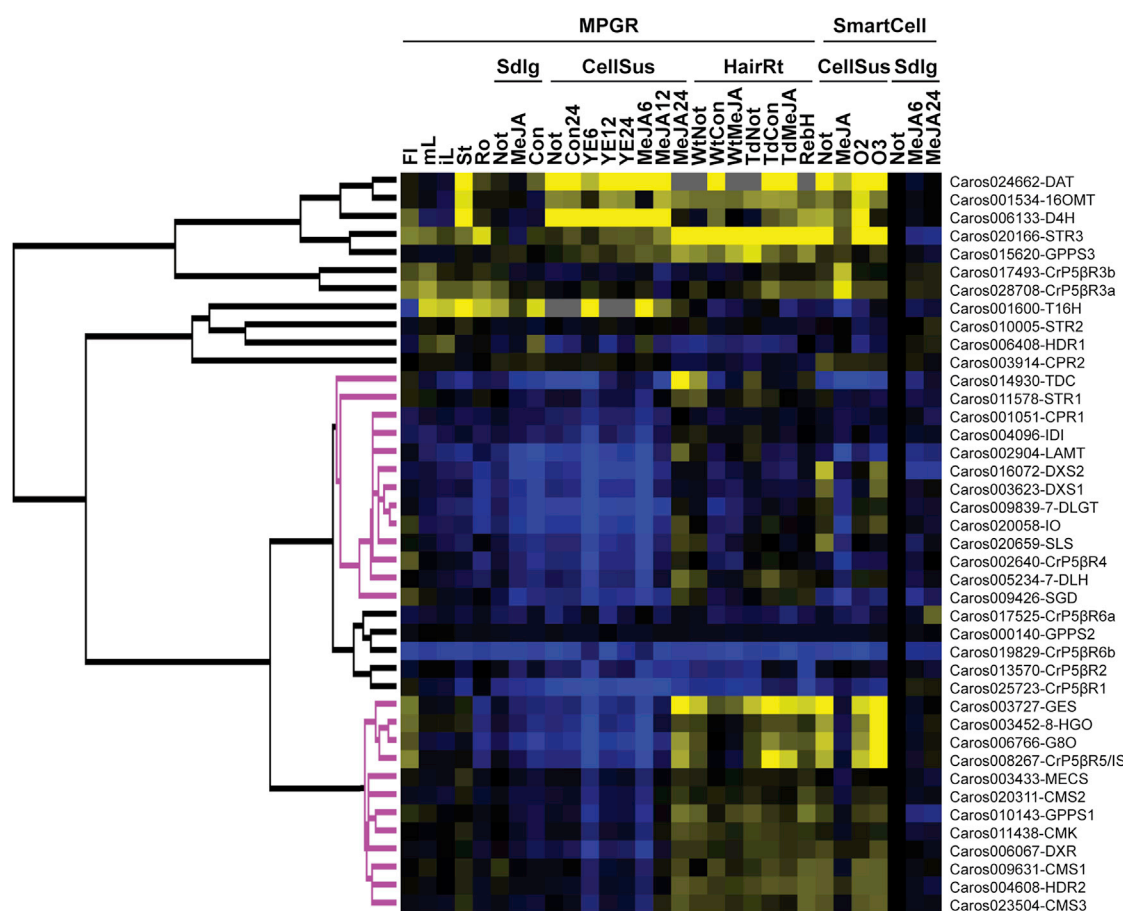 MPGR SmartCell
Sdlg CellSus HairRt CellSus Sdlg
Fl mL iL St Ro Not MeJA Con Not Con24 YE6 YE12 YE24 MeJA6 MeJA12 MeJA24 WtNot WtCon WtMeJA TdNot TdCon TdMeJA RebH Not MeJA O2 O3 Not MeJA6 MeJA24
Caros024662-DAT
Caros001534-16OMT
Caros006133-D4H
Caros020166-STR3
Caros015620-GPPS3
Caros017493-CrP5βR3b
Caros028708-CrP5βR3a
Caros001600-T16H
Caros010005-STR2
Caros006408-HDR1
Caros003914-CPR2
Caros014930-TDC
Caros011578-STR1
Caros001051-CPR1
Caros004096-IDI
Caros002904-LAMT
Caros016072-DXS2
Caros003623-DXS1
Caros009839-7-DLGT
Caros020058-IO
Caros020659-SLS
Caros002640-CrP5βR4
Caros005234-7-DLH
Caros009426-SGD
Caros017525-CrP5βR6a
Caros000140-GPPS2
Caros019829-CrP5βR6b
Caros013570-CrP5βR2
Caros025723-CrP5βR1
Caros003727-GES
Caros003452-8-HGO
Caros006766-G8O
Caros008267-CrP5βR5/IS
Caros003433-MECS
Caros020311-CMS2
Caros010143-GPPS1
Caros011438-CMK
Caros006067-DXR
Caros009631-CMS1
Caros004608-HDR2
Caros023504-CMS3